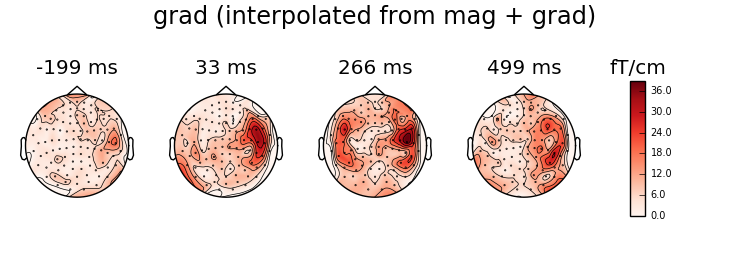 grad (interpolated from mag + grad)
-199 ms
33 ms
266 ms
499 ms
fT/cm
36.0
30.0
24.0
18.0
12.0
6.0
0.0